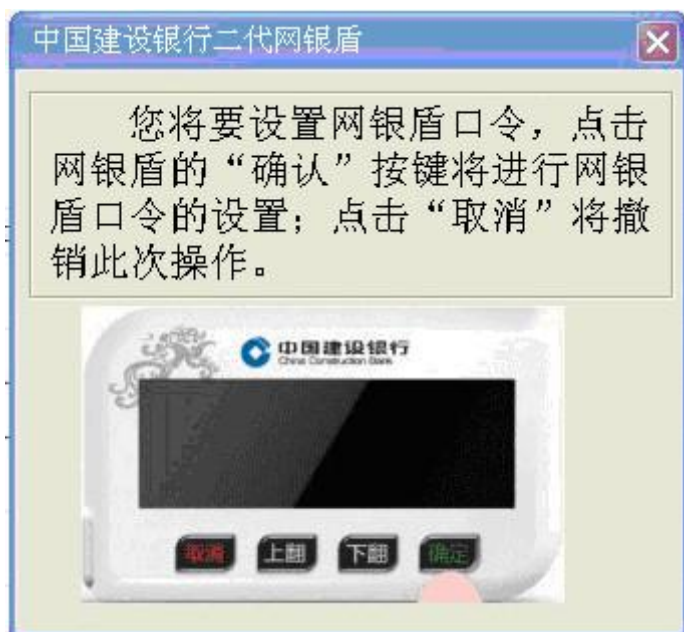 中国建设银行二代网银盾
您将要设置网银盾口令，点击
网银盾的“确认”按键将进行网银
盾口令的设置；点击“取消”将撤
销此次操作。
中国建设银行
China Construction Bank
取消 上翻 下翻 确定